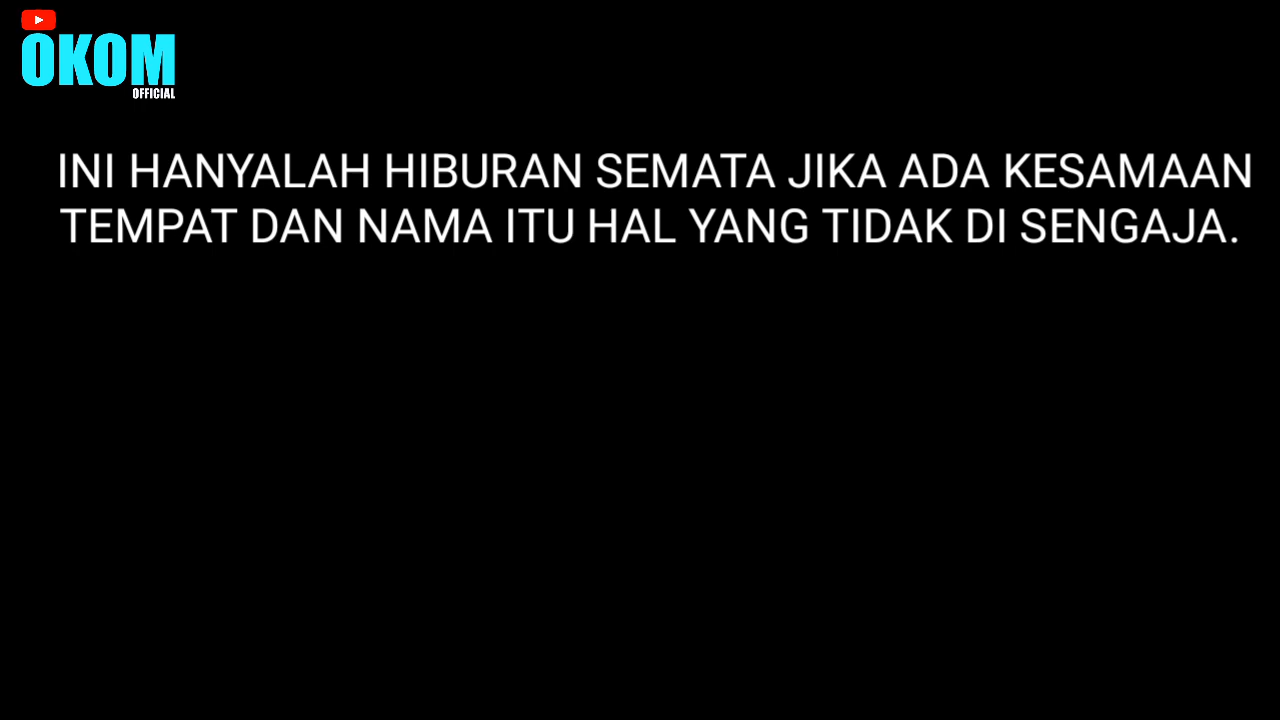 OKOM
OFFICIAL
INI HANYALAH HIBURAN SEMATA JIKA ADA KESAMAAN
TEMPAT DAN NAMA ITU HAL YANG TIDAK DI SENGAJA.